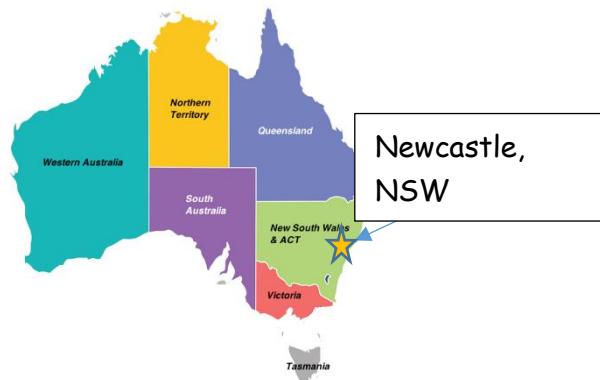 Northern
Territory
Queensland
Western Australia
Newcastle,
NSW
South
Australia
New South Wales
& ACT
Victoria
Tasmania